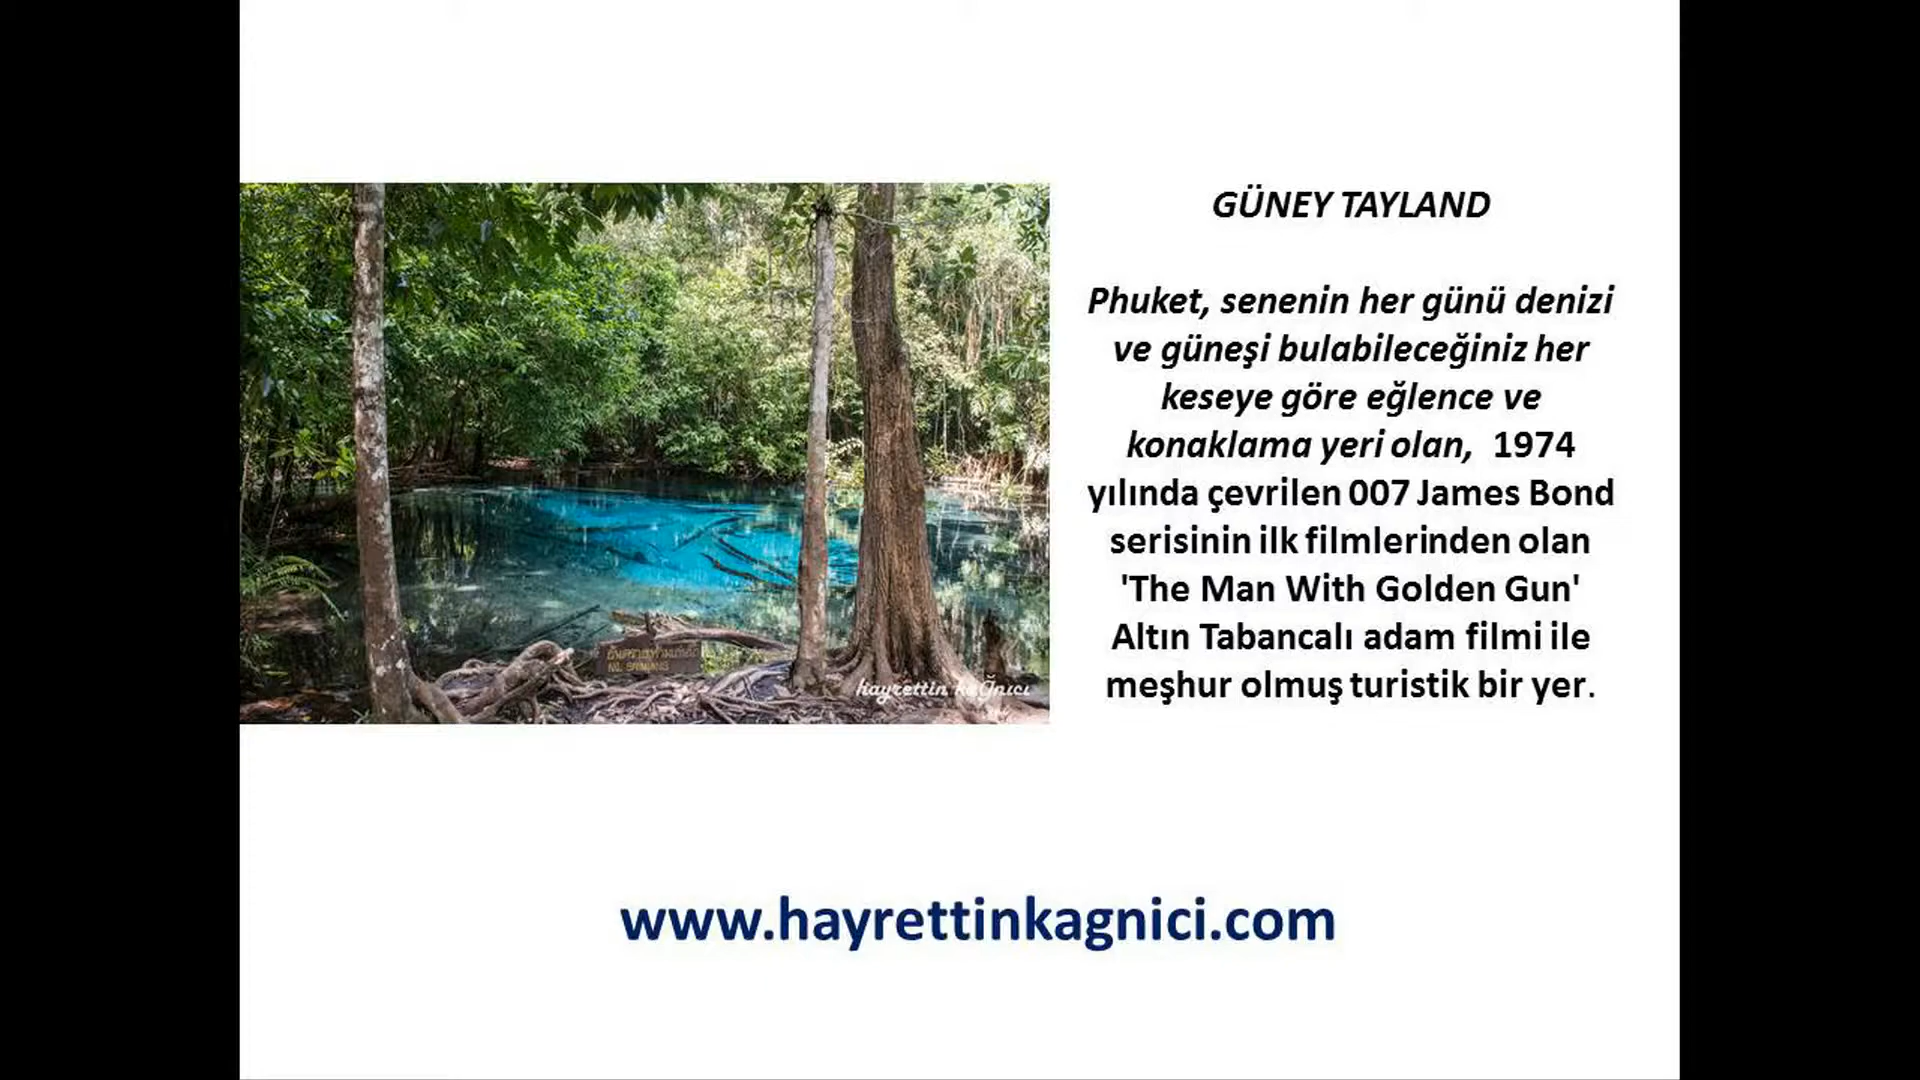 GÜNEY TAYLAND
Phuket, senenin her günü denizi
ve güneşi bulabileceğiniz her
keseye göre eğlence ve
konaklama yeri olan, 1974
yılında çevrilen 007 James Bond
serisinin ilk filmlerinden olan
'The Man With Golden Gun'
Altın Tabancalı adam filmi ile
meşhur olmuş turistik bir yer.
hayrettin kağnıcı
www.hayrettinkagnici.com